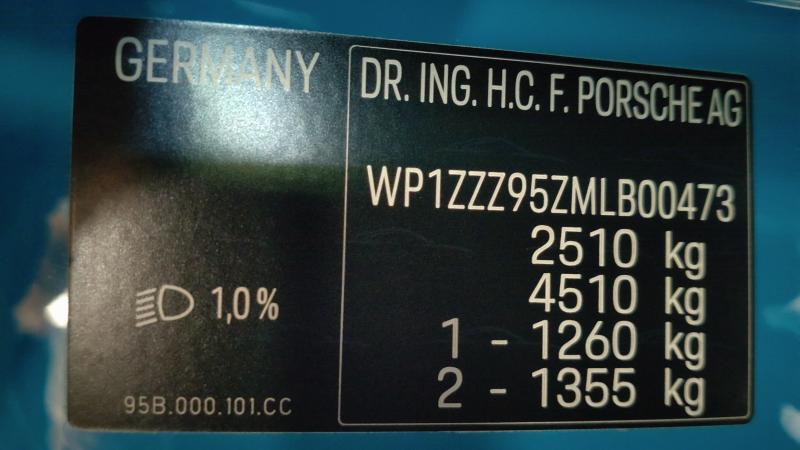 GERMANY
1,0%
95B.000.101.CC
DR. ING. H.C. F. PORSCHE AG
WP1ZZZ95ZMLB00473
2510 kg
4510 kg
1 - 1260 kg
2 - 1355 kg